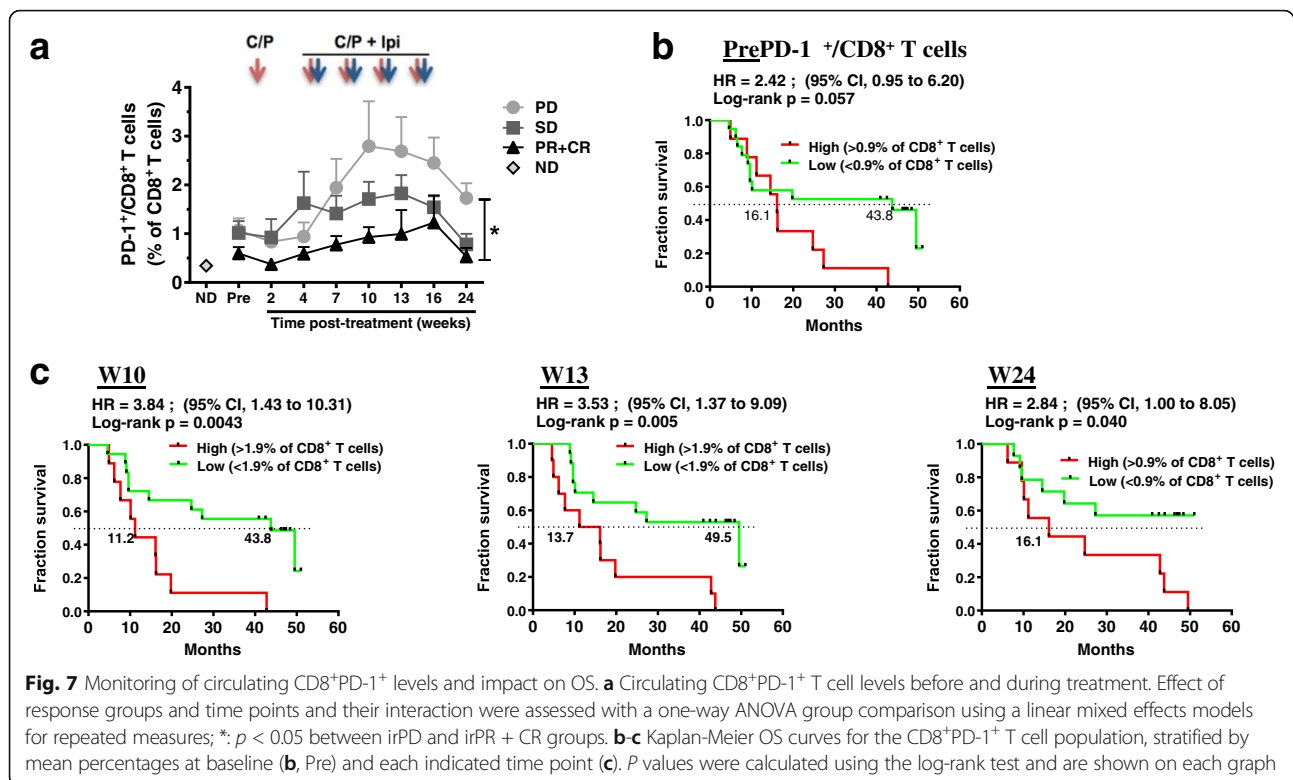 a
C/P
C/P + Ipi
PD-1⁺/CD8⁺ T cells
(% of CD8⁺ T cells)
4
3
2
1
0
ND Pre 2 4 7 10 13 16 24
Time post-treatment (weeks)
PD
SD
PR+CR
ND
*
b
PrePD-1 ⁺/CD8⁺ T cells
HR = 2.42 ; (95% CI, 0.95 to 6.20)
Log-rank p = 0.057
Fraction survival
1.0
0.8
0.6
0.4
0.2
0.0
High (>0.9% of CD8⁺ T cells)
Low (<0.9% of CD8⁺ T cells)
16.1
43.8
0 10 20 30 40 50 60
Months
c
W10
HR = 3.84 ; (95% CI, 1.43 to 10.31)
Log-rank p = 0.0043
Fraction survival
1.0
0.8
0.6
0.4
0.2
0.0
High (>1.9% of CD8⁺ T cells)
Low (<1.9% of CD8⁺ T cells)
11.2
43.8
0 10 20 30 40 50 60
Months
W13
HR = 3.53 ; (95% CI, 1.37 to 9.09)
Log-rank p = 0.005
Fraction survival
1.0
0.8
0.6
0.4
0.2
0.0
High (>1.9% of CD8⁺ T cells)
Low (<1.9% of CD8⁺ T cells)
13.7
49.5
0 10 20 30 40 50 60
Months
W24
HR = 2.84 ; (95% CI, 1.00 to 8.05)
Log-rank p = 0.040
Fraction survival
1.0
0.8
0.6
0.4
0.2
0.0
High (>0.9% of CD8⁺ T cells)
Low (<0.9% of CD8⁺ T cells)
16.1
0 10 20 30 40 50 60
Months
Fig. 7 Monitoring of circulating CD8⁺PD-1⁺ levels and impact on OS. a Circulating CD8⁺PD-1⁺ T cell levels before and during treatment. Effect of
response groups and time points and their interaction were assessed with a one-way ANOVA group comparison using a linear mixed effects models
for repeated measures; *: p < 0.05 between irPD and irPR + CR groups. b-c Kaplan-Meier OS curves for the CD8⁺PD-1⁺ T cell population, stratified by
mean percentages at baseline (b, Pre) and each indicated time point (c). P values were calculated using the log-rank test and are shown on each graph